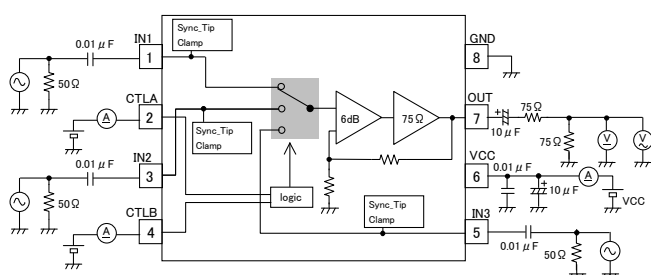 Sync_Tip
Clamp
IN1
1
0.01μF
50Ω
CTLA
2
A
Sync_Tip
Clamp
IN2
3
0.01μF
50Ω
CTLB
4
A
logic
6dB
75Ω
GND
8
OUT
7
+
10μF
75Ω
75Ω
V
V
VCC
6
0.01μF
+
10μF
A
VCC
Sync_Tip
Clamp
IN3
5
0.01μF
50Ω